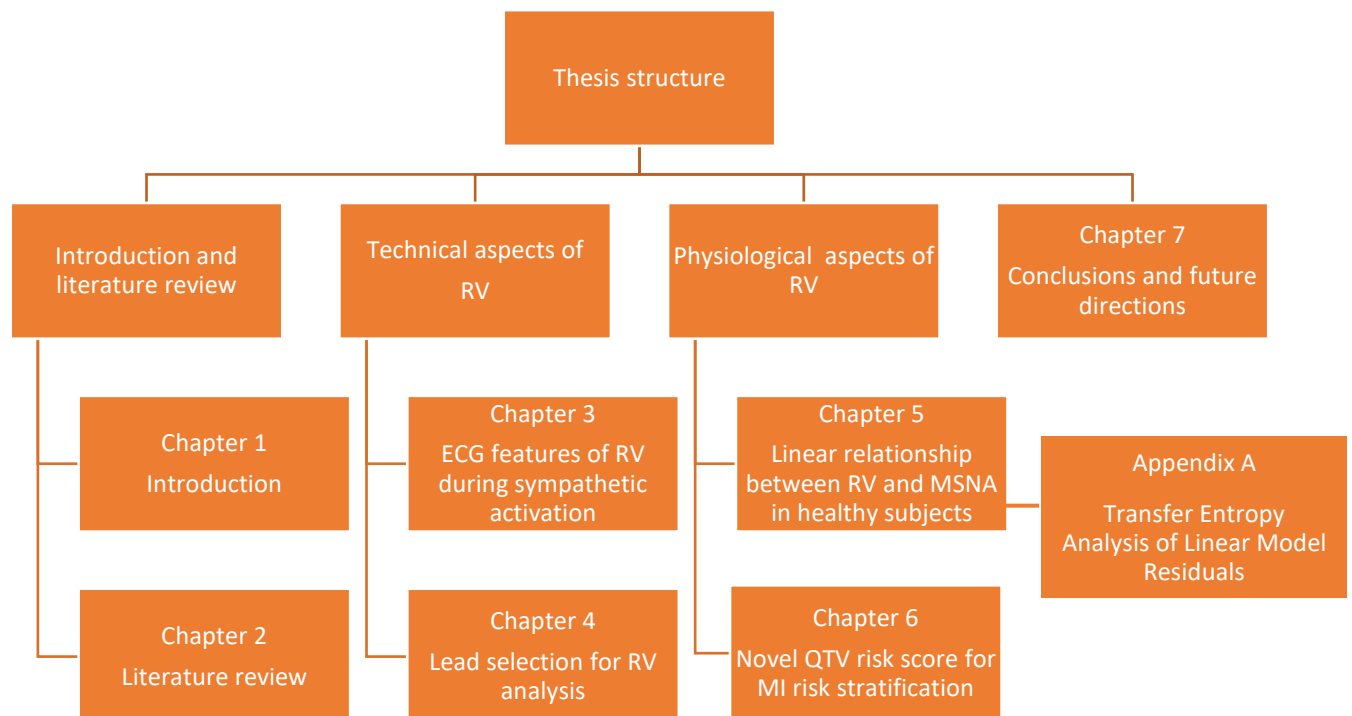 Thesis structure
Introduction and
literature review
Technical aspects of
RV
Physiological  aspects of
RV
Chapter 7
Conclusions and future
directions
Chapter 1
Introduction
Chapter 2
Literature review
Chapter 3
ECG features of RV
during sympathetic
activation
Chapter 4
Lead selection for RV
analysis
Chapter 5
Linear relationship
between RV and MSNA
in healthy subjects
Appendix A
Transfer Entropy
Analysis of Linear Model
Residuals
Chapter 6
Novel QTV risk score for
MI risk stratification